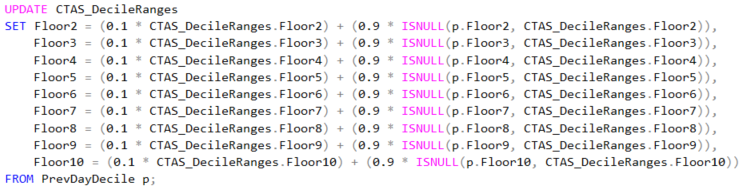 UPDATE CTAS_DecileRanges
SET Floor2 = (0.1 * CTAS_DecileRanges.Floor2) + (0.9 * ISNULL(p.Floor2, CTAS_DecileRanges.Floor2)),
Floor3 = (0.1 * CTAS_DecileRanges.Floor3) + (0.9 * ISNULL(p.Floor3, CTAS_DecileRanges.Floor3)),
Floor4 = (0.1 * CTAS_DecileRanges.Floor4) + (0.9 * ISNULL(p.Floor4, CTAS_DecileRanges.Floor4)),
Floor5 = (0.1 * CTAS_DecileRanges.Floor5) + (0.9 * ISNULL(p.Floor5, CTAS_DecileRanges.Floor5)),
Floor6 = (0.1 * CTAS_DecileRanges.Floor6) + (0.9 * ISNULL(p.Floor6, CTAS_DecileRanges.Floor6)),
Floor7 = (0.1 * CTAS_DecileRanges.Floor7) + (0.9 * ISNULL(p.Floor7, CTAS_DecileRanges.Floor7)),
Floor8 = (0.1 * CTAS_DecileRanges.Floor8) + (0.9 * ISNULL(p.Floor8, CTAS_DecileRanges.Floor8)),
Floor9 = (0.1 * CTAS_DecileRanges.Floor9) + (0.9 * ISNULL(p.Floor9, CTAS_DecileRanges.Floor9)),
Floor10 = (0.1 * CTAS_DecileRanges.Floor10) + (0.9 * ISNULL(p.Floor10, CTAS_DecileRanges.Floor10))
FROM PrevDayDecile p;